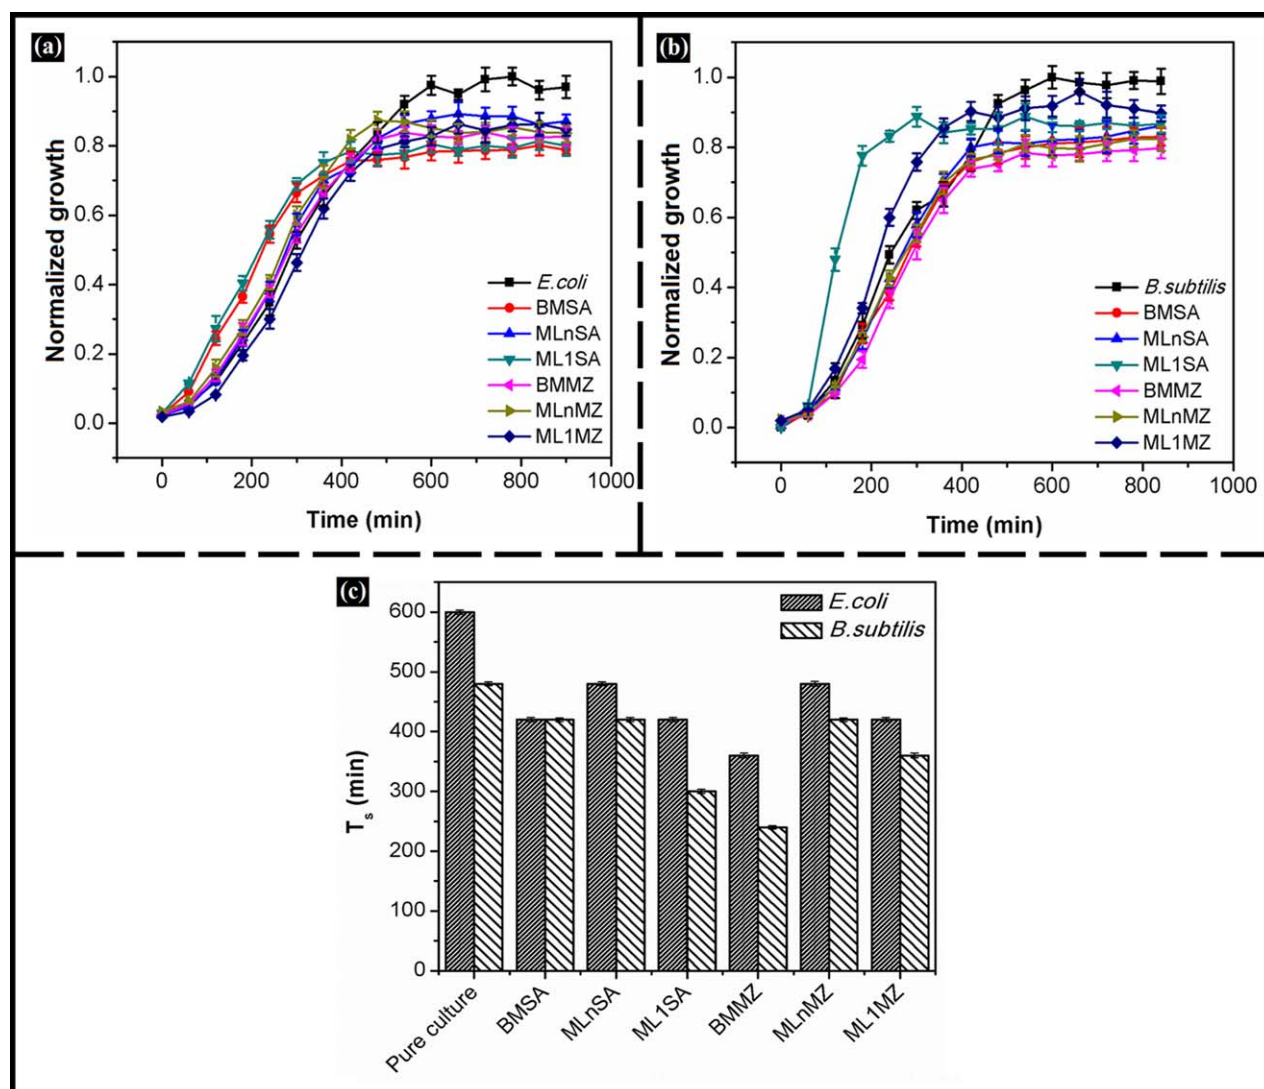 (a)
Normalized growth
1.0
0.8
0.6
0.4
0.2
0.0
E.coli
BMSA
MLnSA
ML1SA
BMMZ
MLnMZ
ML1MZ
0 200 400 600 800 1000
Time (min)
(b)
Normalized growth
1.0
0.8
0.6
0.4
0.2
0.0
B.subtilis
BMSA
MLnSA
ML1SA
BMMZ
MLnMZ
ML1MZ
0 200 400 600 800 1000
Time (min)
(c)
E.coli
B.subtilis
Ts (min)
600
500
400
300
200
100
0
Pure culture
BMSA
MLnSA
ML1SA
BMMZ
MLnMZ
ML1MZ